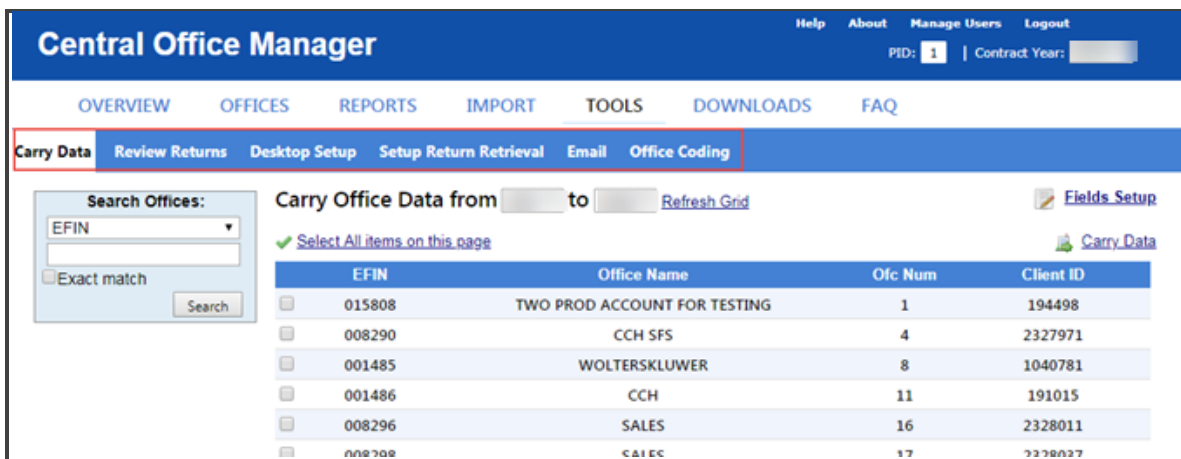 Help About Manage Users Logout
Central Office Manager
PID: 1 | Contract Year:
OVERVIEW OFFICES REPORTS IMPORT TOOLS DOWNLOADS FAQ
Carry Data Review Returns Desktop Setup Setup Return Retrieval Email Office Coding
Search Offices:
EFIN
Exact match
Search
Carry Office Data from to Refresh Grid
Fields Setup
Select All items on this page
Carry Data
EFIN Office Name Ofc Num Client ID
015808 TWO PROD ACCOUNT FOR TESTING 1 194498
008290 CCH SFS 4 2327971
001485 WOLTERSKLUWER 8 1040781
001486 CCH 11 191015
008296 SALES 16 2328011
008298 SALES 17 2328037